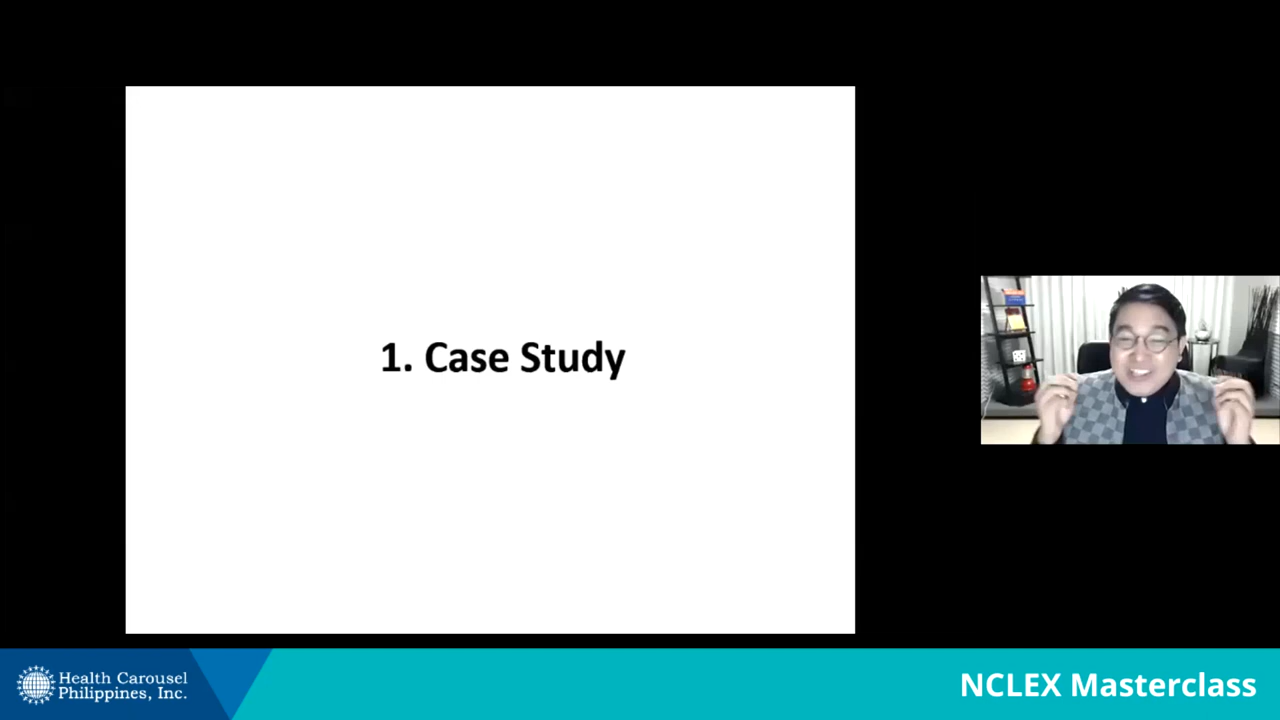 1. Case Study
Health Carousel
Philippines, Inc.
NCLEX Masterclass